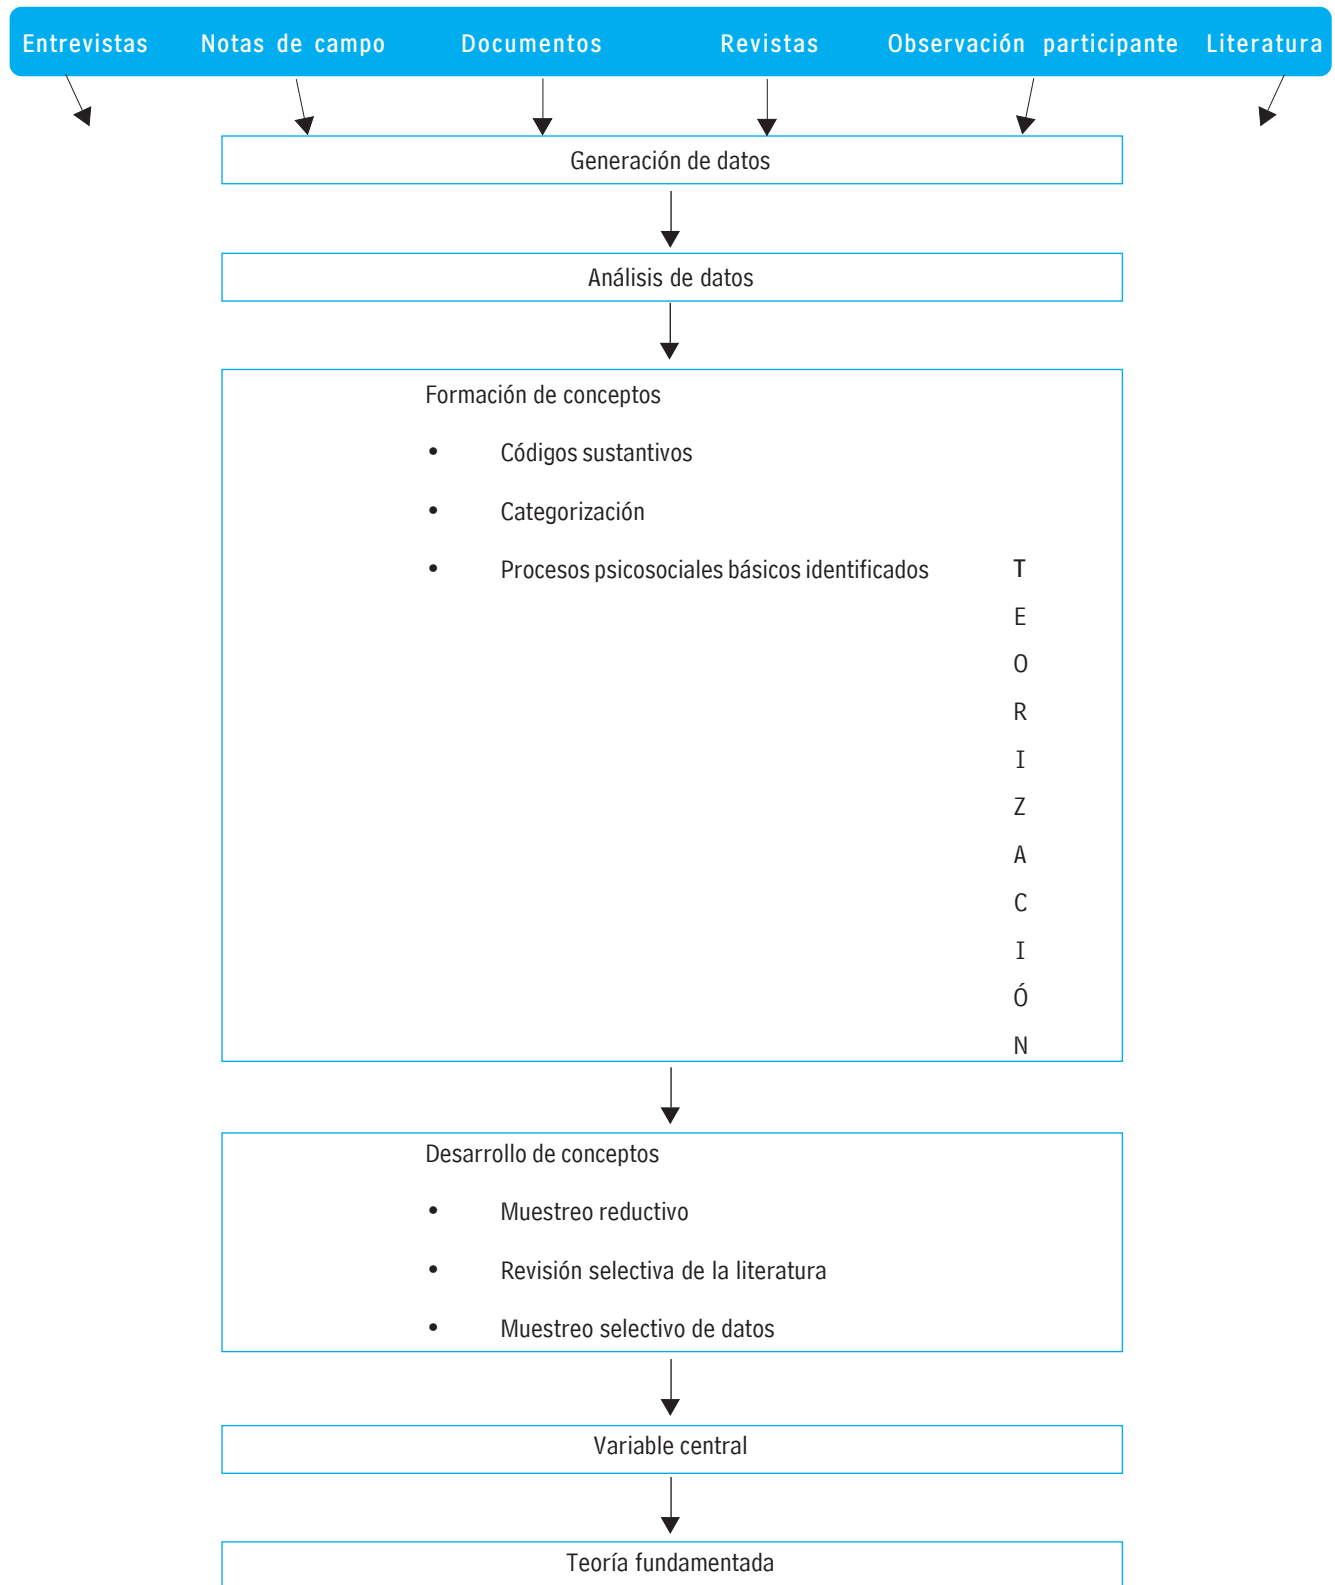 Entrevistas Notas de campo Documentos Revistas Observación participante Literatura
Generación de datos
Análisis de datos
Formación de conceptos
• Códigos sustantivos
• Categorización
• Procesos psicosociales básicos identificados T
E
O
R
I
Z
A
C
I
Ó
N
Desarrollo de conceptos
• Muestreo reductivo
• Revisión selectiva de la literatura
• Muestreo selectivo de datos
Variable central
Teoría fundamentada